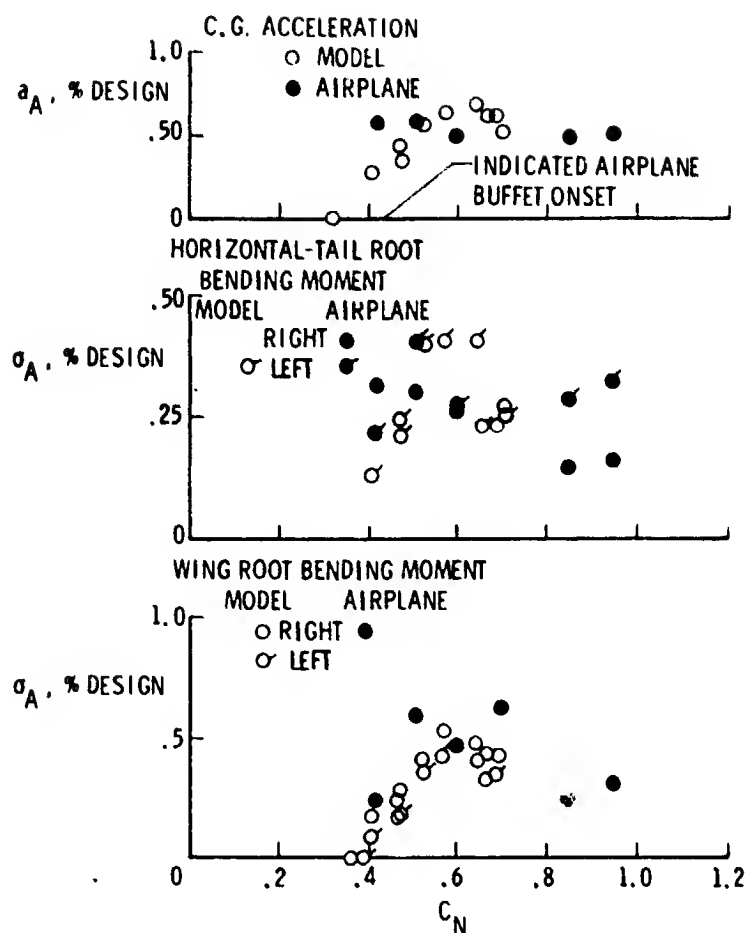 C.G. ACCELERATION
1.0
○ MODEL
a_A, % DESIGN
● AIRPLANE
.50
INDICATED AIRPLANE
BUFFET ONSET
0
HORIZONTAL-TAIL ROOT
BENDING MOMENT
.50
MODEL AIRPLANE
RIGHT
σ_A, % DESIGN
LEFT
.25
0
WING ROOT BENDING MOMENT
MODEL AIRPLANE
1.0
RIGHT
LEFT
σ_A, % DESIGN
.5
0 .2 .4 .6 .8 1.0 1.2
C_N